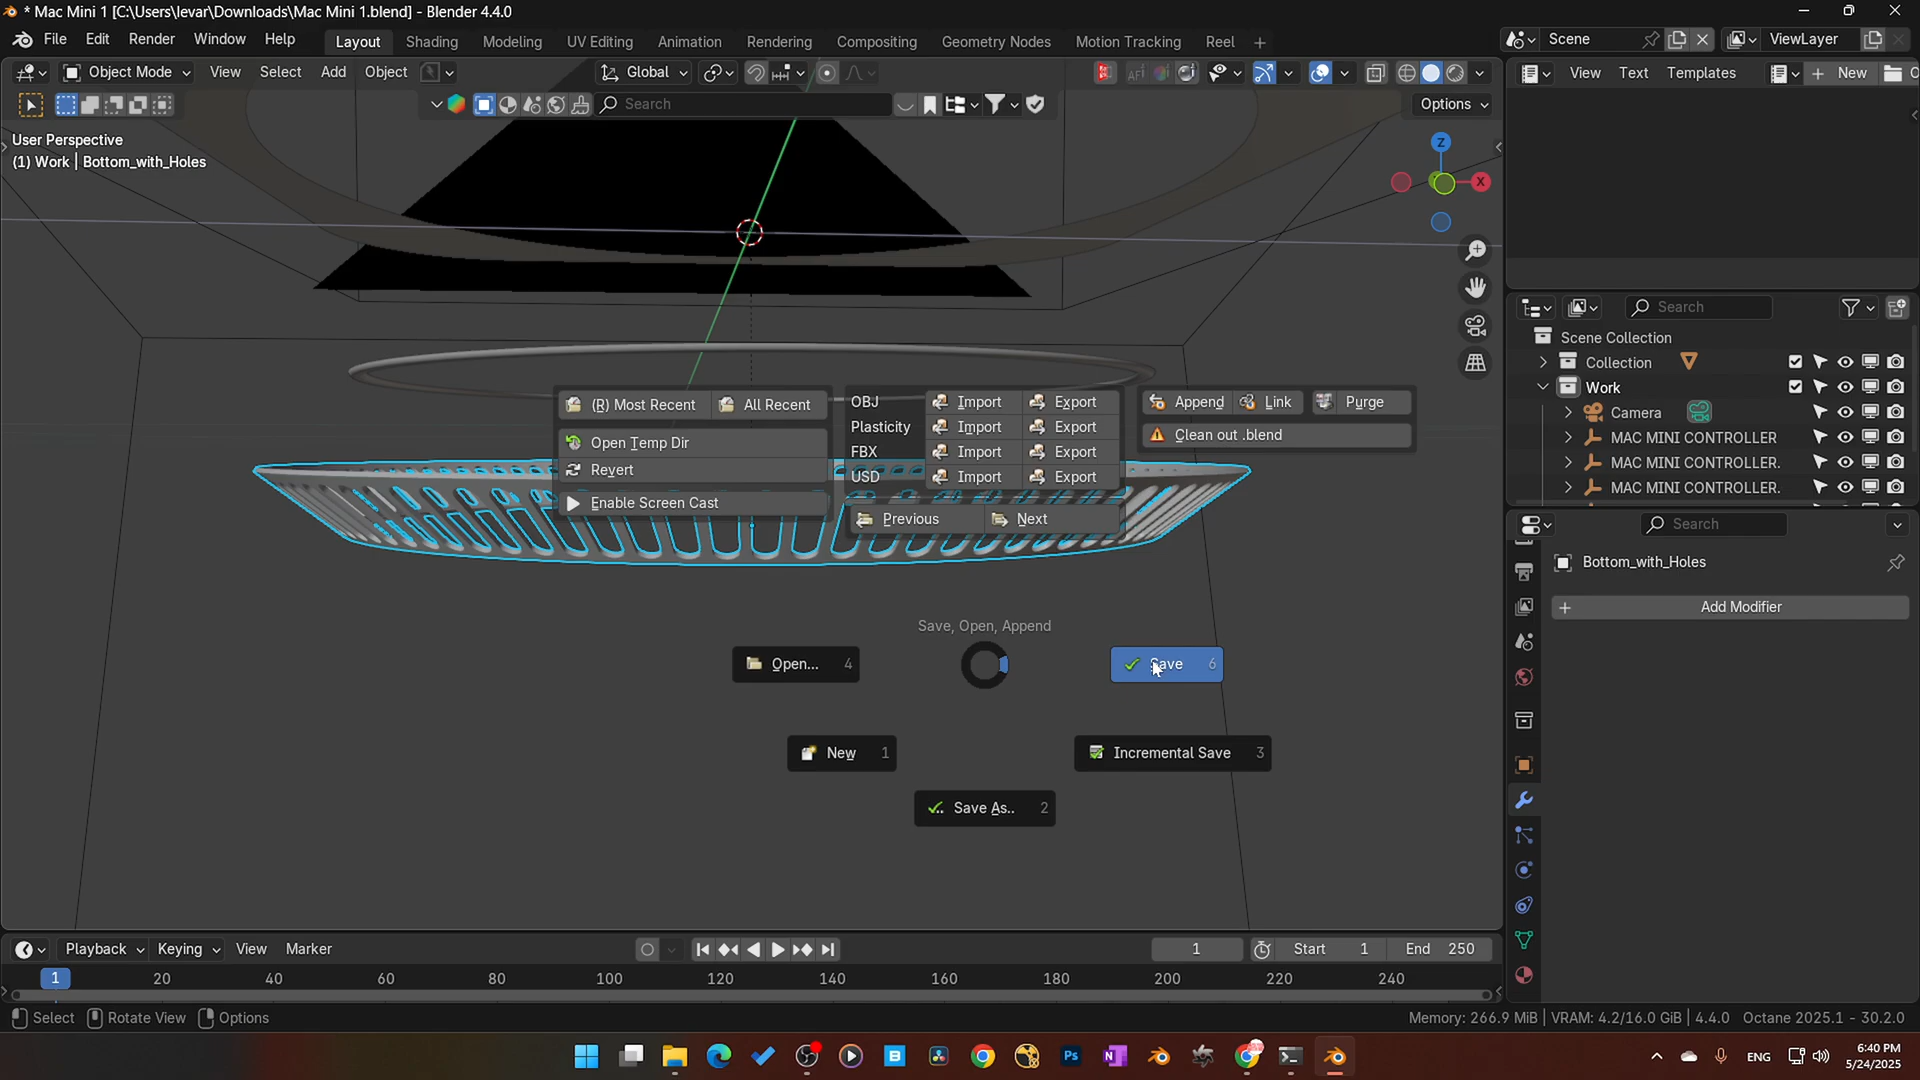 * Mac Mini 1 [C:\Users\levar\Downloads\Mac Mini 1.blend] - Blender 4.4.0
File Edit Render Window Help Layout Shading Modeling UV Editing Animation Rendering Compositing Geometry Nodes Motion Tracking Reel + Scene ViewLayer
Object Mode View Select Add Object Global View Text Templates New
Search Options
User Perspective
(1) Work | Bottom_with_Holes
Z
X
Search
Scene Collection
Collection
Work
Camera
MAC MINI CONTROLLER
MAC MINI CONTROLLER.
MAC MINI CONTROLLER.
(R) Most Recent All Recent
Open Temp Dir
Revert
Enable Screen Cast
OBJ Import Export
Plasticity Import Export
FBX Import Export
USD Import Export
Previous Next
Append Link Purge
Clean out .blend
Search
Bottom_with_Holes
Add Modifier
Save, Open, Append
Open... 4
Save 6
New 1
Incremental Save 3
Save As.. 2
Playback Keying View Marker 1 Start 1 End 250
1 20 40 60 80 100 120 140 160 180 200 220 240
Select Rotate View Options Memory: 266.9 MiB | VRAM: 4.2/16.0 GiB | 4.4.0 Octane 2025.1 - 30.2.0
ENG
6:40 PM
5/24/2025